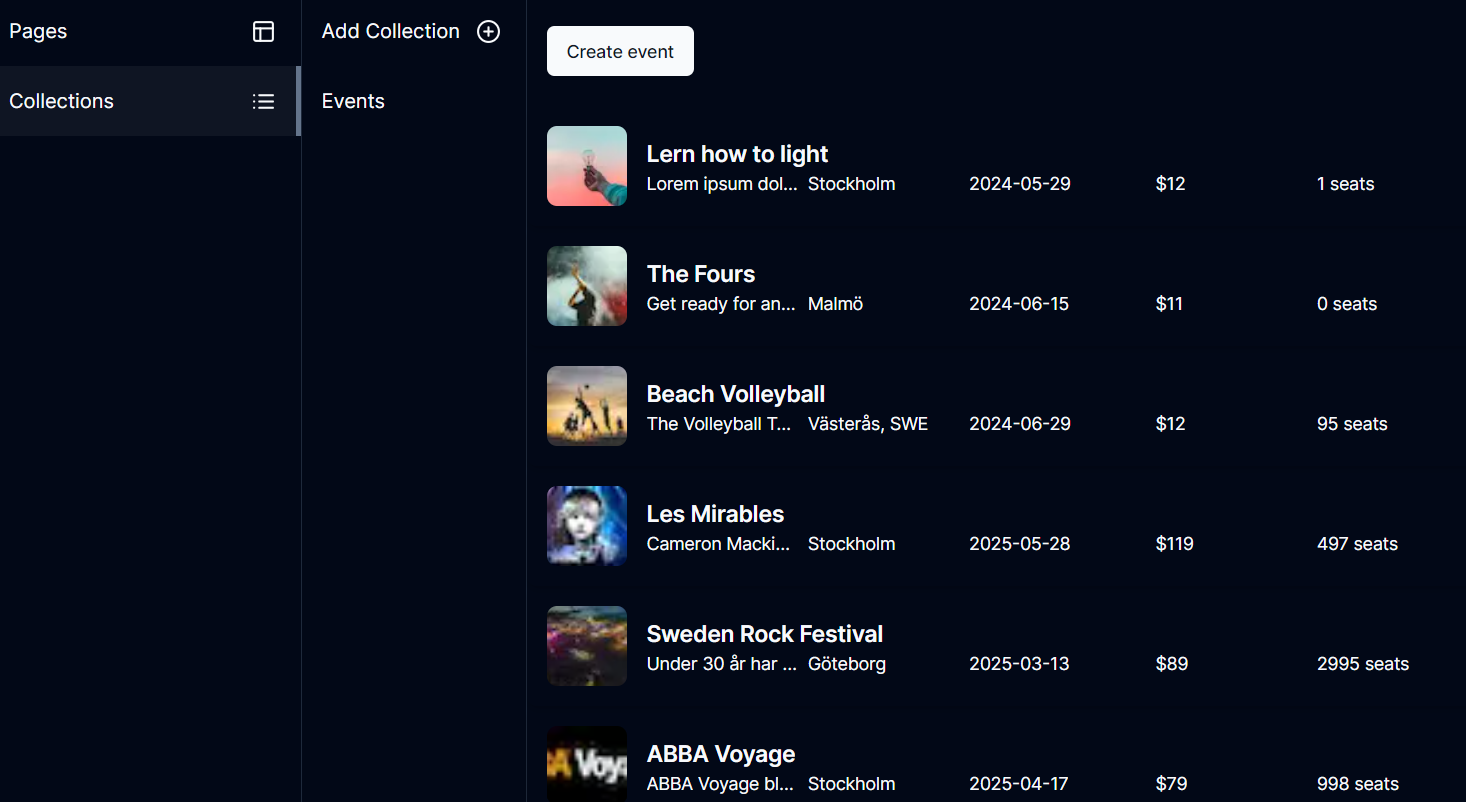 Pages
Collections
Add Collection
Events
Create event
Lern how to light
Lorem ipsum dol... Stockholm 2024-05-29 $12 1 seats
The Fours
Get ready for an... Malmö 2024-06-15 $11 0 seats
Beach Volleyball
The Volleyball T... Västerås, SWE 2024-06-29 $12 95 seats
Les Mirables
Cameron Macki... Stockholm 2025-05-28 $119 497 seats
Sweden Rock Festival
Under 30 år har ... Göteborg 2025-03-13 $89 2995 seats
A Voya
ABBA Voyage
ABBA Voyage bl... Stockholm 2025-04-17 $79 998 seats